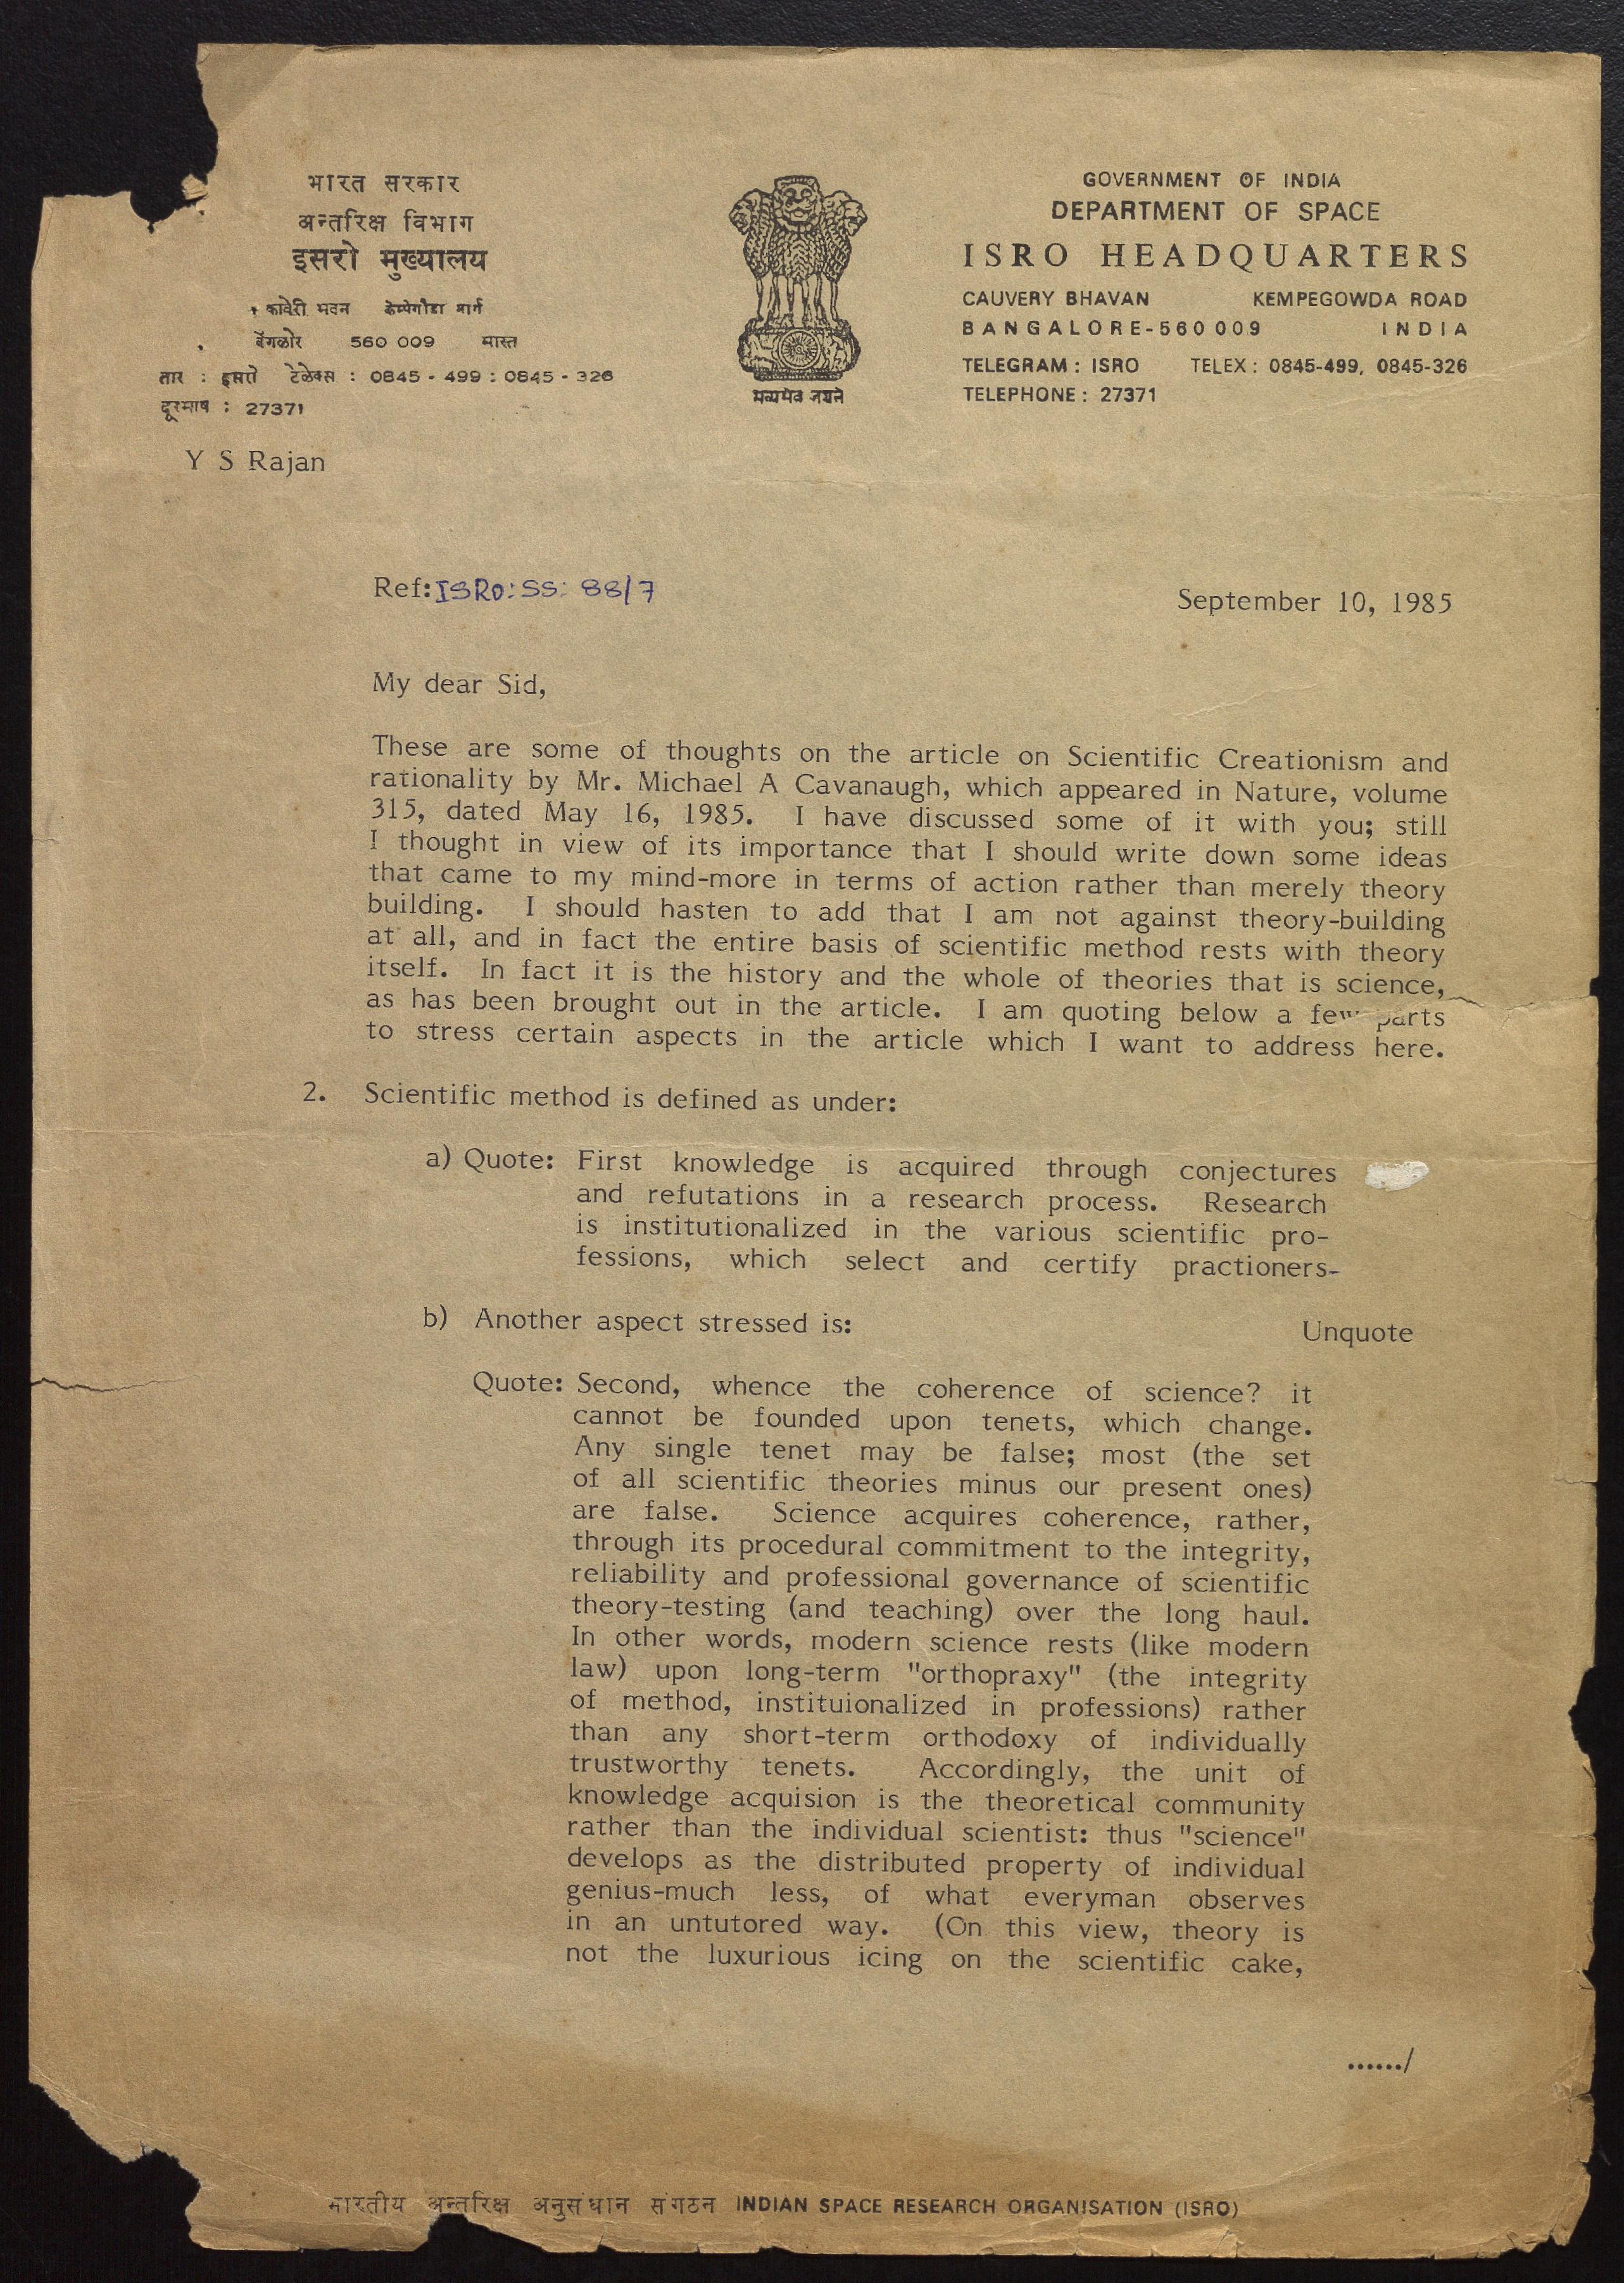 भारत सरकार
अन्तरिक्ष विभाग
इसरो मुख्यालय
कावेरी भवन केम्पेगौडा मार्ग
बेंगळोर 560 009 भारत
तार : इसरो टेलेक्स : 0845 - 499 : 0845 - 326
दूरभाष : 27371
सत्यमेव जयते
GOVERNMENT OF INDIA
DEPARTMENT OF SPACE
ISRO HEADQUARTERS
CAUVERY BHAVAN KEMPEGOWDA ROAD
BANGALORE-560 009 INDIA
TELEGRAM : ISRO TELEX : 0845-499, 0845-326
TELEPHONE : 27371
Y S Rajan
Ref: ISRO: SS: 88/7
September 10, 1985
My dear Sid,
These are some of thoughts on the article on Scientific Creationism and
rationality by Mr. Michael A Cavanaugh, which appeared in Nature, volume
315, dated May 16, 1985. I have discussed some of it with you; still
I thought in view of its importance that I should write down some ideas
that came to my mind-more in terms of action rather than merely theory
building. I should hasten to add that I am not against theory-building
at all, and in fact the entire basis of scientific method rests with theory
itself. In fact it is the history and the whole of theories that is science,
as has been brought out in the article. I am quoting below a few parts
to stress certain aspects in the article which I want to address here.
2. Scientific method is defined as under:
a) Quote: First knowledge is acquired through conjectures
and refutations in a research process. Research
is institutionalized in the various scientific pro-
fessions, which select and certify practioners-
b) Another aspect stressed is: Unquote
Quote: Second, whence the coherence of science? it
cannot be founded upon tenets, which change.
Any single tenet may be false; most (the set
of all scientific theories minus our present ones)
are false. Science acquires coherence, rather,
through its procedural commitment to the integrity,
reliability and professional governance of scientific
theory-testing (and teaching) over the long haul.
In other words, modern science rests (like modern
law) upon long-term "orthopraxy" (the integrity
of method, instituionalized in professions) rather
than any short-term orthodoxy of individually
trustworthy tenets. Accordingly, the unit of
knowledge acquision is the theoretical community
rather than the individual scientist: thus "science"
develops as the distributed property of individual
genius-much less, of what everyman observes
in an untutored way. (On this view, theory is
not the luxurious icing on the scientific cake,
....../
भारतीय अन्तरिक्ष अनुसंधान संगठन INDIAN SPACE RESEARCH ORGANISATION (ISRO)